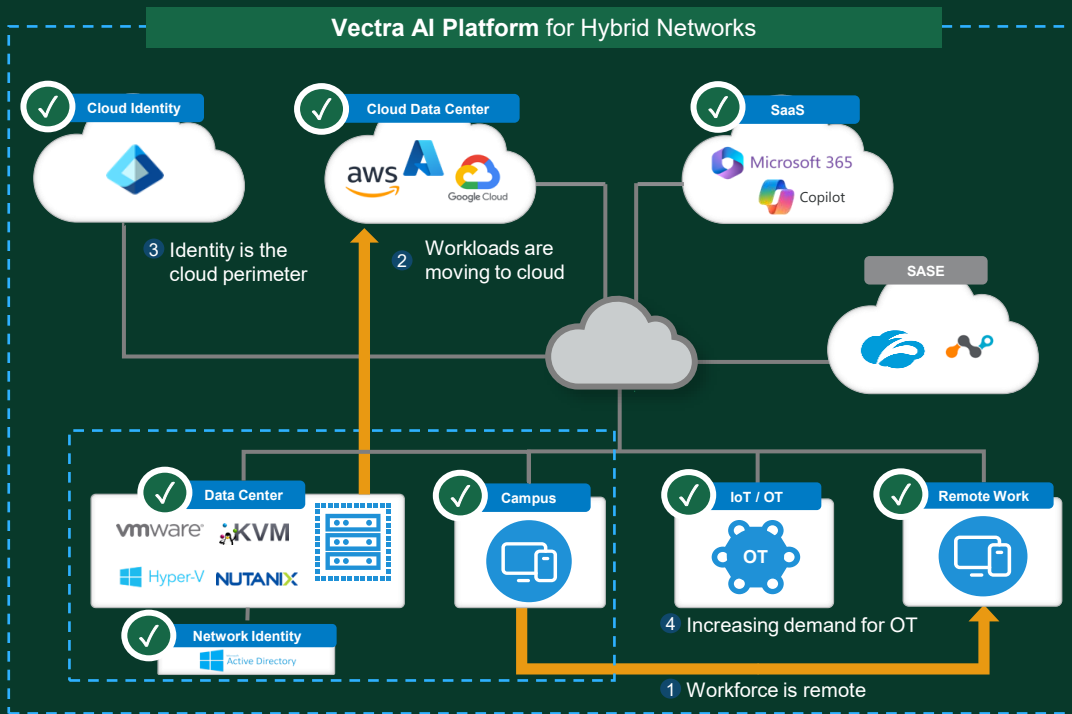 Vectra AI Platform for Hybrid Networks
Cloud Identity
Cloud Data Center
SaaS
aws
Google Cloud
Microsoft 365
Copilot
3 Identity is the
cloud perimeter
2 Workloads are
moving to cloud
SASE
Data Center
Campus
IoT / OT
Remote Work
vmware®
KVM
Hyper-V
NUTANIX
OT
Network Identity
Microsoft
Active Directory
4 Increasing demand for OT
1 Workforce is remote